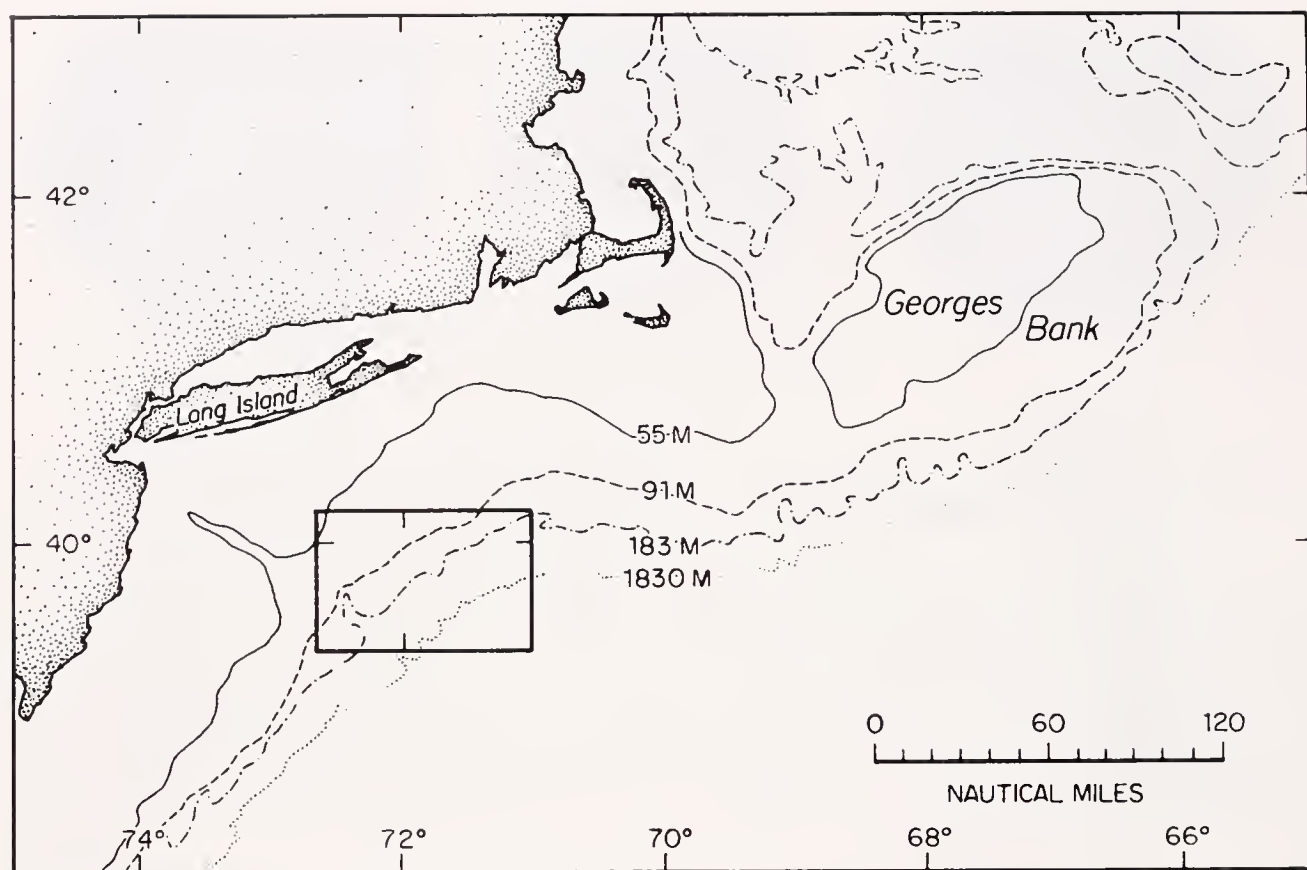 42°
Georges
Bank
Long Island
55 M
91 M
40°
183 M
1830 M
0 60 120
NAUTICAL MILES
74° 72° 70° 68° 66°